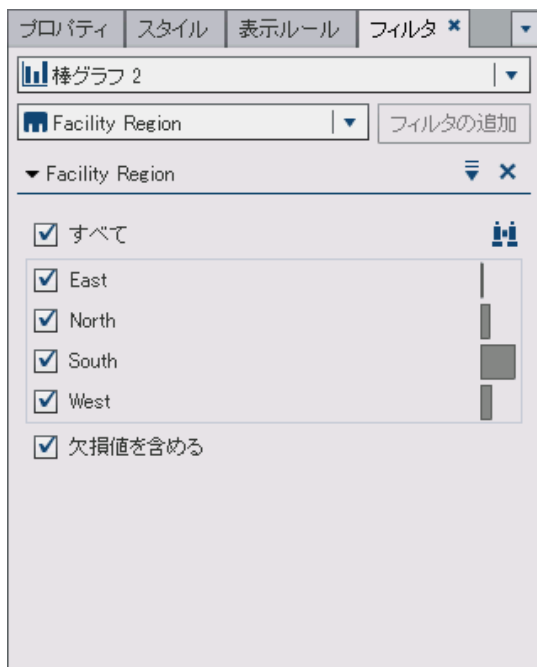 プロパティ スタイル 表示ルール フィルタ
棒グラフ 2
Facility Region フィルタの追加
Facility Region
すべて
East
North
South
West
欠損値を含める